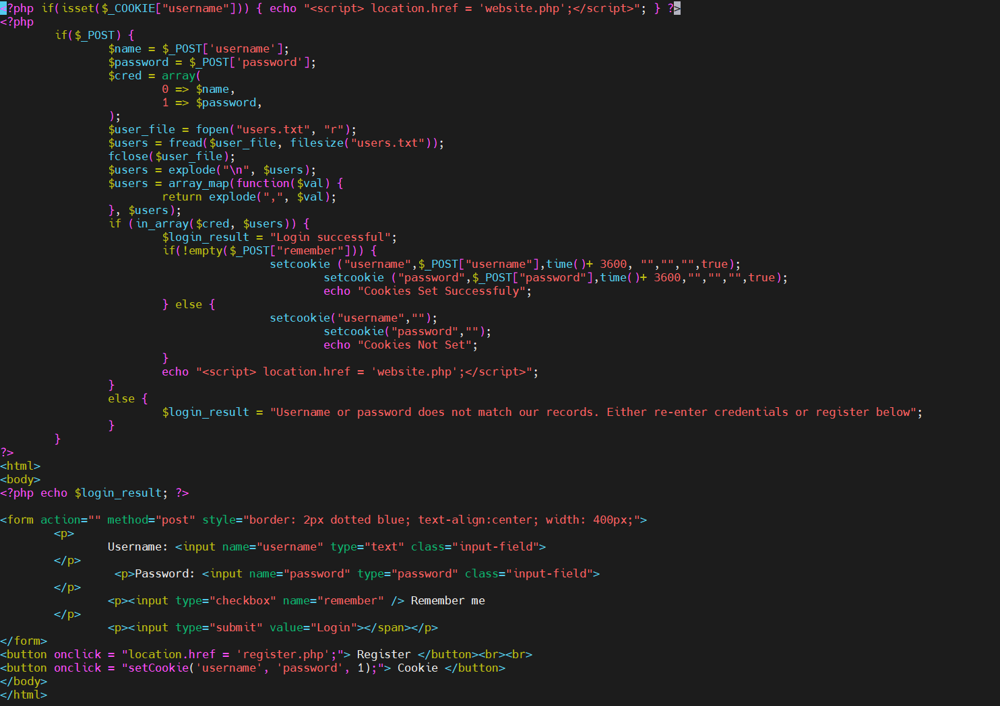 <?php if(isset($_COOKIE["username"])) { echo "<script> location.href = 'website.php';</script>"; } ?>
<?php
        if($_POST) {
                $name = $_POST['username'];
                $password = $_POST['password'];
                $cred = array(
                        0 => $name,
                        1 => $password,
                );
                $user_file = fopen("users.txt", "r");
                $users = fread($user_file, filesize("users.txt"));
                fclose($user_file);
                $users = explode("\n", $users);
                $users = array_map(function($val) {
                        return explode(",", $val);
                }, $users);
                if (in_array($cred, $users)) {
                        $login_result = "Login successful";
                        if(!empty($_POST["remember"])) {
                                        setcookie ("username",$_POST["username"],time()+ 3600, "","","",true);
                                                setcookie ("password",$_POST["password"],time()+ 3600,"","","",true);
                                                echo "Cookies Set Successfuly";
                        } else {
                                        setcookie("username","");
                                                setcookie("password","");
                                                echo "Cookies Not Set";
                        }
                        echo "<script> location.href = 'website.php';</script>";
                }
                else {
                        $login_result = "Username or password does not match our records. Either re-enter credentials or register below";
                }
        }
?>
<html>
<body>
<?php echo $login_result; ?>

<form action="" method="post" style="border: 2px dotted blue; text-align:center; width: 400px;">
        <p>
                Username: <input name="username" type="text" class="input-field">
        </p>
                 <p>Password: <input name="password" type="password" class="input-field">
        </p>
                <p><input type="checkbox" name="remember" /> Remember me
        </p>
                <p><input type="submit" value="Login"></span></p>
</form>
<button onclick = "location.href = 'register.php';"> Register </button><br><br>
<button onclick = "setCookie('username', 'password', 1);"> Cookie </button>
</body>
</html>